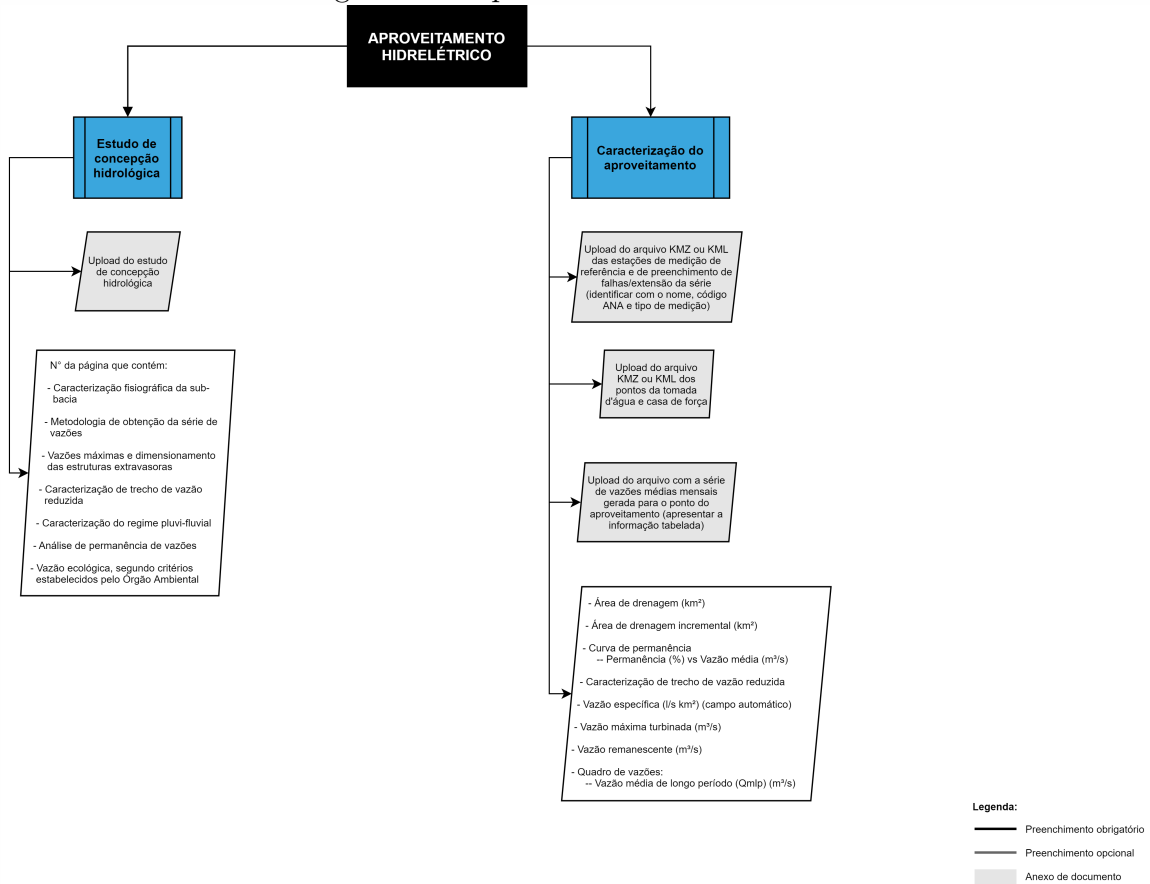 APROVEITAMENTO
HIDRELÉTRICO
Estudo de
concepção
hidrológica
Upload do estudo
de concepção
hidrológica
N° da página que contém:
- Caracterização fisiográfica da sub-
bacia
- Metodologia de obtenção da série de
vazões
- Vazões máximas e dimensionamento
das estruturas extravasoras
- Caracterização de trecho de vazão
reduzida
- Caracterização do regime pluvi-fluvial
- Análise de permanência de vazões
- Vazão ecológica, segundo critérios
estabelecidos pelo Órgão Ambiental
Caracterização do
aproveitamento
Upload do arquivo KMZ ou KML
das estações de medição de
referência e de preenchimento de
falhas/extensão da série
(identificar com o nome, código
ANA e tipo de medição)
Upload do arquivo
KMZ ou KML dos
pontos da tomada
d'água e casa de força
Upload do arquivo com a série
de vazões médias mensais
gerada para o ponto do
aproveitamento (apresentar a
informação tabelada)
- Área de drenagem (km²)
- Área de drenagem incremental (km²)
- Curva de permanência
-- Permanência (%) vs Vazão média (m³/s)
- Caracterização de trecho de vazão reduzida
- Vazão específica (l/s km²) (campo automático)
- Vazão máxima turbinada (m³/s)
- Vazão remanescente (m³/s)
- Quadro de vazões:
-- Vazão média de longo período (Qmlp) (m³/s)
Legenda:
Preenchimento obrigatório
Preenchimento opcional
Anexo de documento